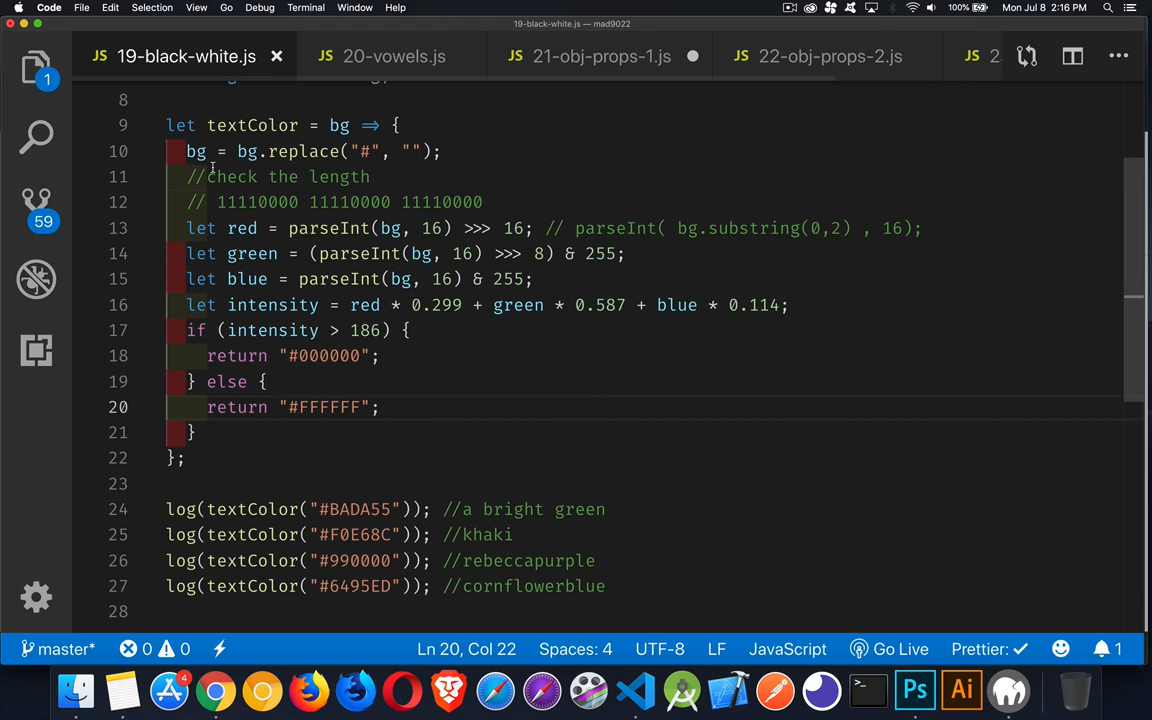 Code File Edit Selection View Go Debug Terminal Window Help 100% Mon Jul 8 2:16 PM
19-black-white.js — mad9022
JS 19-black-white.js × JS 20-vowels.js JS 21-obj-props-1.js JS 22-obj-props-2.js JS 2
1
59
8
9 let textColor = bg => {
10 bg = bg.replace("#", "");
11 //check the length
12 // 11110000 11110000 11110000
13 let red = parseInt(bg, 16) >>> 16; // parseInt( bg.substring(0,2) , 16);
14 let green = (parseInt(bg, 16) >>> 8) & 255;
15 let blue = parseInt(bg, 16) & 255;
16 let intensity = red * 0.299 + green * 0.587 + blue * 0.114;
17 if (intensity > 186) {
18 return "#000000";
19 } else {
20 return "#FFFFFF";
21 }
22 };
23
24 log(textColor("#BADA55")); //a bright green
25 log(textColor("#F0E68C")); //khaki
26 log(textColor("#990000")); //rebeccapurple
27 log(textColor("#6495ED")); //cornflowerblue
28
master* 0 0 Ln 20, Col 22 Spaces: 4 UTF-8 LF JavaScript Go Live Prettier: ✓ 1
4
>_
Ps Ai